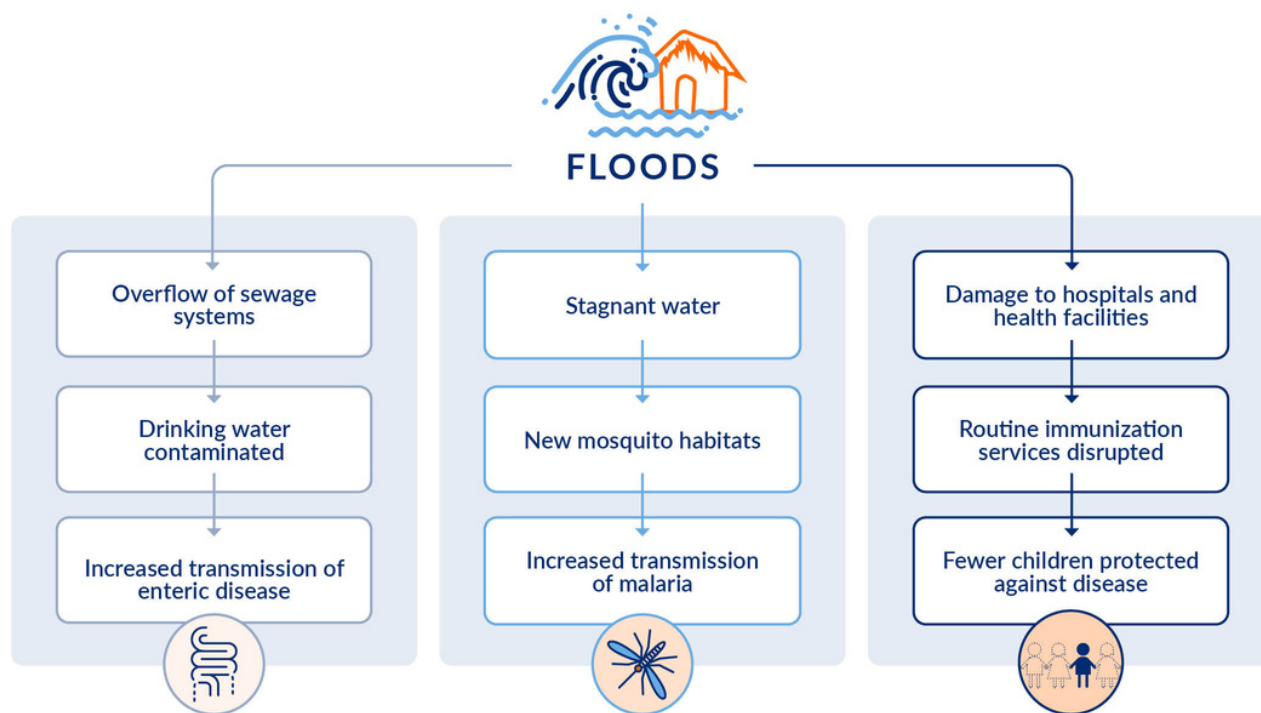 FLOODS
Overflow of sewage
systems
Drinking water
contaminated
Increased transmission of
enteric disease
Stagnant water
New mosquito habitats
Increased transmission
of malaria
Damage to hospitals and
health facilities
Routine immunization
services disrupted
Fewer children protected
against disease